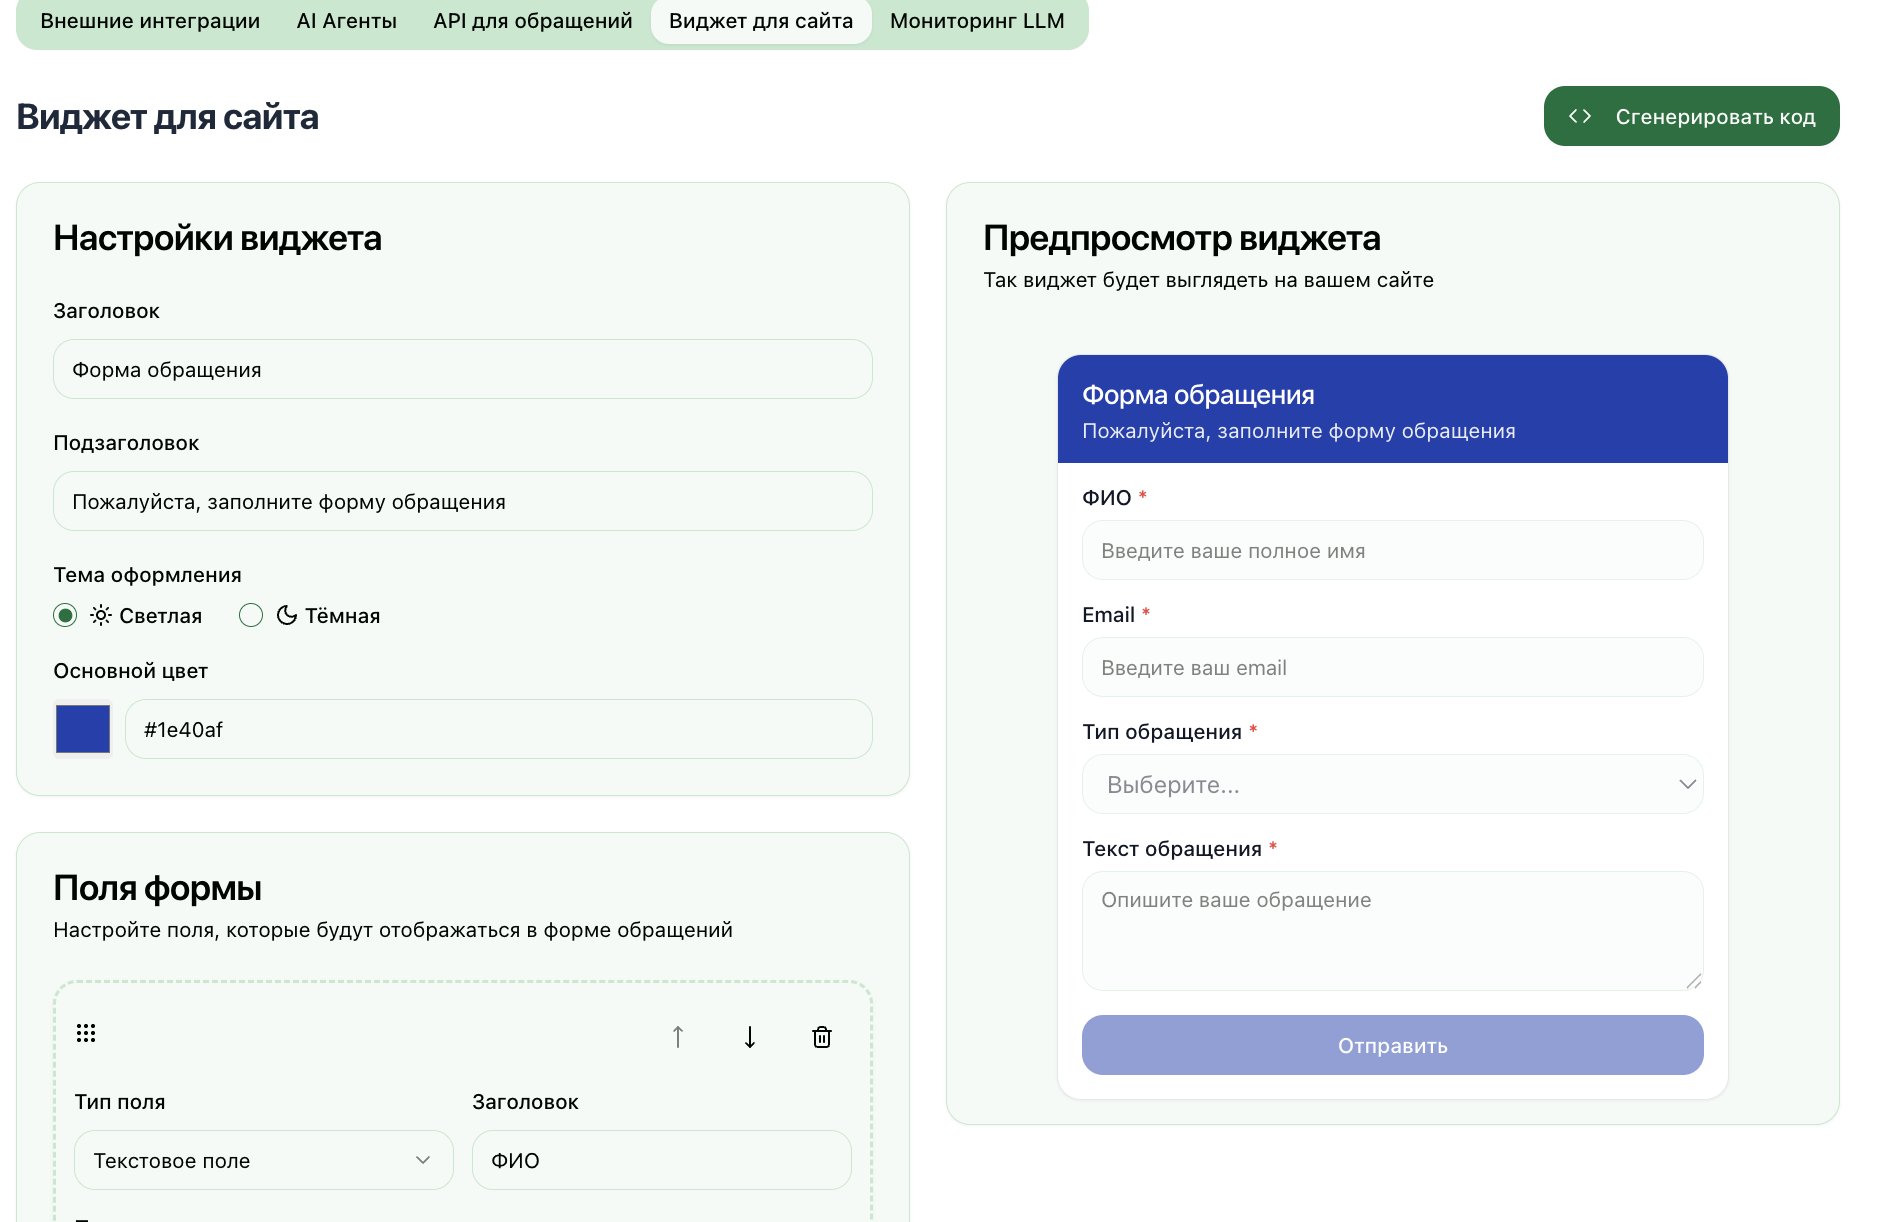 Внешние интеграции
AI Агенты
API для обращений
Виджет для сайта
Мониторинг LLM
Виджет для сайта
Сгенерировать код
Настройки виджета
Заголовок
Форма обращения
Подзаголовок
Пожалуйста, заполните форму обращения
Тема оформления
Светлая
Тёмная
Основной цвет
#1e40af
Поля формы
Настройте поля, которые будут отображаться в форме обращений
Тип поля
Заголовок
Текстовое поле
ФИО
Предпросмотр виджета
Так виджет будет выглядеть на вашем сайте
Форма обращения
Пожалуйста, заполните форму обращения
ФИО *
Введите ваше полное имя
Email *
Введите ваш email
Тип обращения *
Выберите...
Текст обращения *
Опишите ваше обращение
Отправить